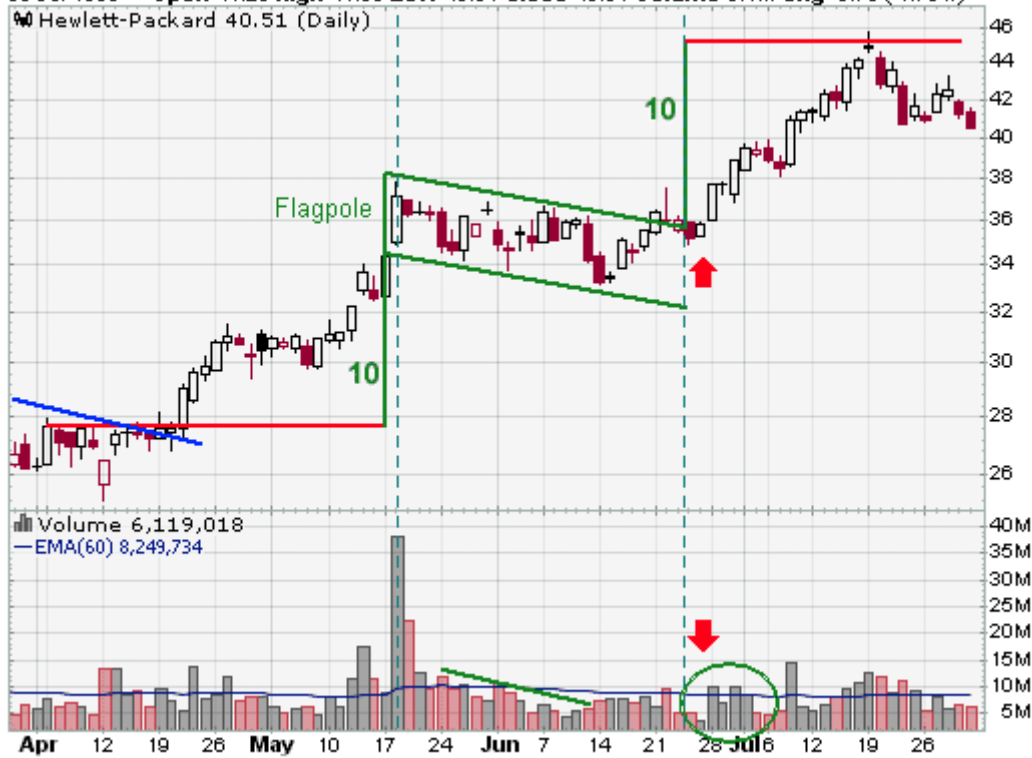 Hewlett-Packard 40.51 (Daily)
46
44
42
10
40
38
Flagpole
36
34
32
10
30
28
26
Volume 6,119,018
EMA(60) 8,249,734
40M
35M
30M
25M
20M
15M
10M
5M
Apr 12 19 26 May 10 17 24 Jun 7 14 21 28 Jul 6 12 19 26